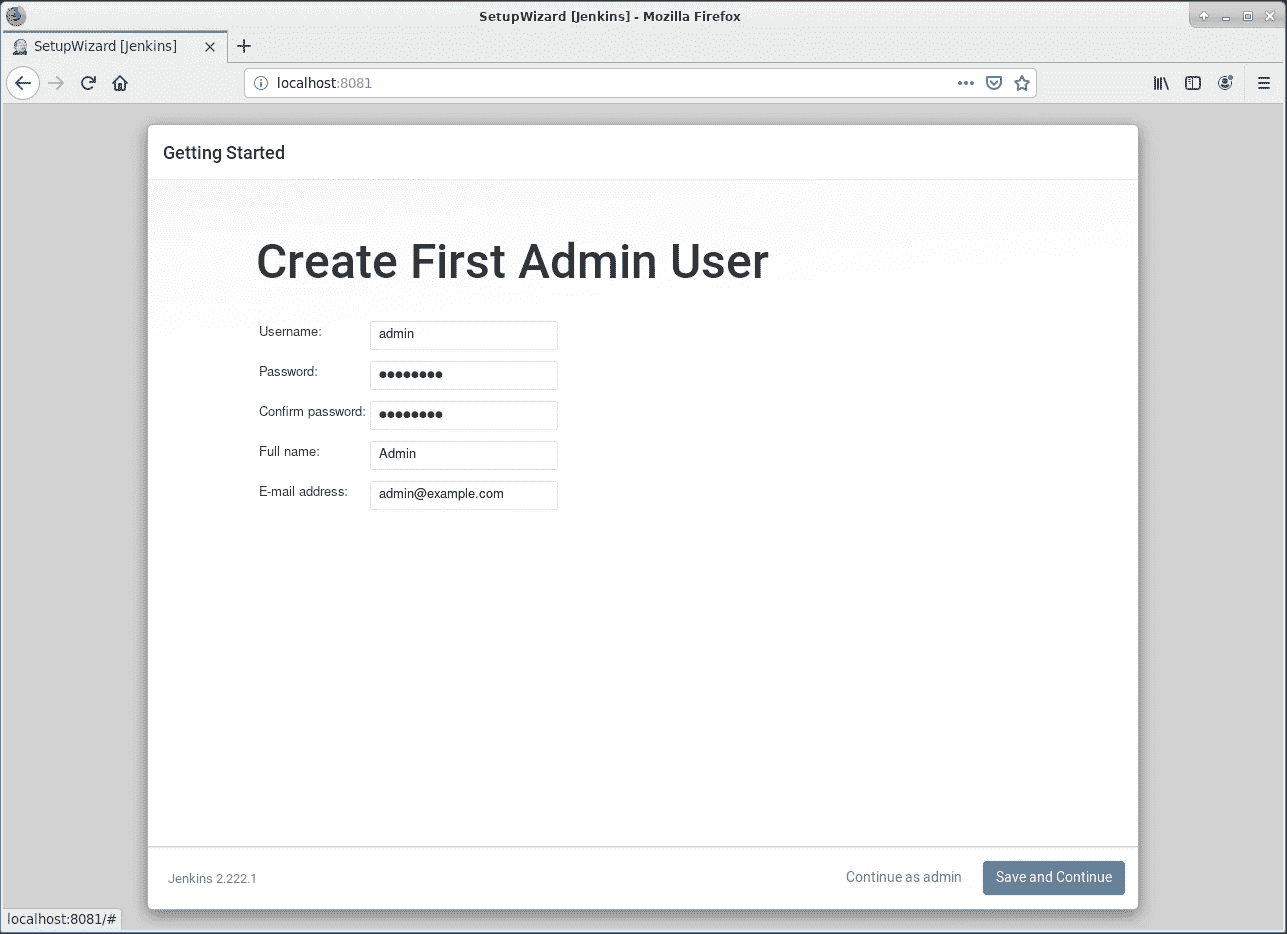 SetupWizard [Jenkins] - Mozilla Firefox
SetupWizard [Jenkins]
localhost:8081
Getting Started
Create First Admin User
Username: admin
Password: ●●●●●●●●
Confirm password: ●●●●●●●●
Full name: Admin
E-mail address: admin@example.com
Jenkins 2.222.1 Continue as admin Save and Continue
localhost:8081/#